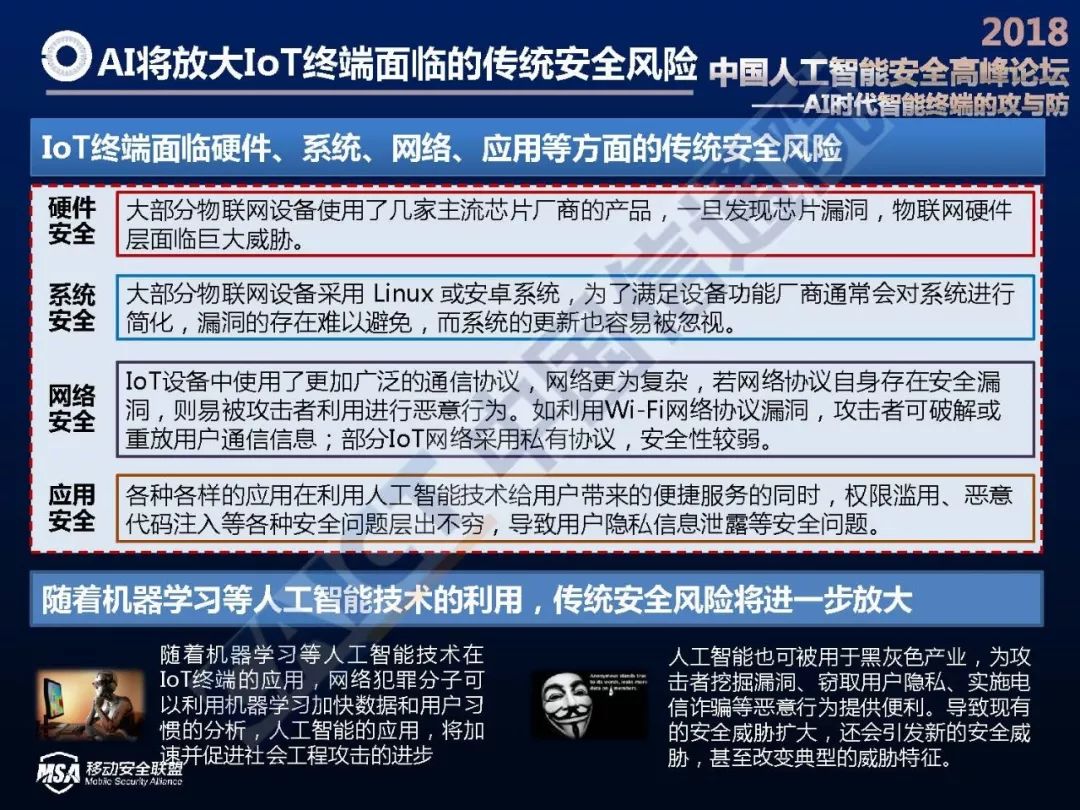 2018
AI将放大IoT终端面临的传统安全风险
中国人工智能安全高峰论坛
——AI时代智能终端的攻与防
IoT终端面临硬件、系统、网络、应用等方面的传统安全风险
硬件
安全
大部分物联网设备使用了几家主流芯片厂商的产品，一旦发现芯片漏洞，物联网硬件
层面临巨大威胁。
系统
安全
大部分物联网设备采用 Linux 或安卓系统，为了满足设备功能厂商通常会对系统进行
简化，漏洞的存在难以避免，而系统的更新也容易被忽视。
网络
安全
IoT设备中使用了更加广泛的通信协议，网络更为复杂，若网络协议自身存在安全漏
洞，则易被攻击者利用进行恶意行为。如利用Wi-Fi网络协议漏洞，攻击者可破解或
重放用户通信信息；部分IoT网络采用私有协议，安全性较弱。
应用
安全
各种各样的应用在利用人工智能技术给用户带来的便捷服务的同时，权限滥用、恶意
代码注入等各种安全问题层出不穷，导致用户隐私信息泄露等安全问题。
CAICT 中国信通院
随着机器学习等人工智能技术的利用，传统安全风险将进一步放大
随着机器学习等人工智能技术在
IoT终端的应用，网络犯罪分子可
以利用机器学习加快数据和用户习
惯的分析，人工智能的应用，将加
速并促进社会工程攻击的进步
人工智能也可被用于黑灰色产业，为攻
击者挖掘漏洞、窃取用户隐私、实施电
信诈骗等恶意行为提供便利。导致现有
的安全威胁扩大，还会引发新的安全威
胁，甚至改变典型的威胁特征。
MSA 移动安全联盟
Mobile Security Alliance